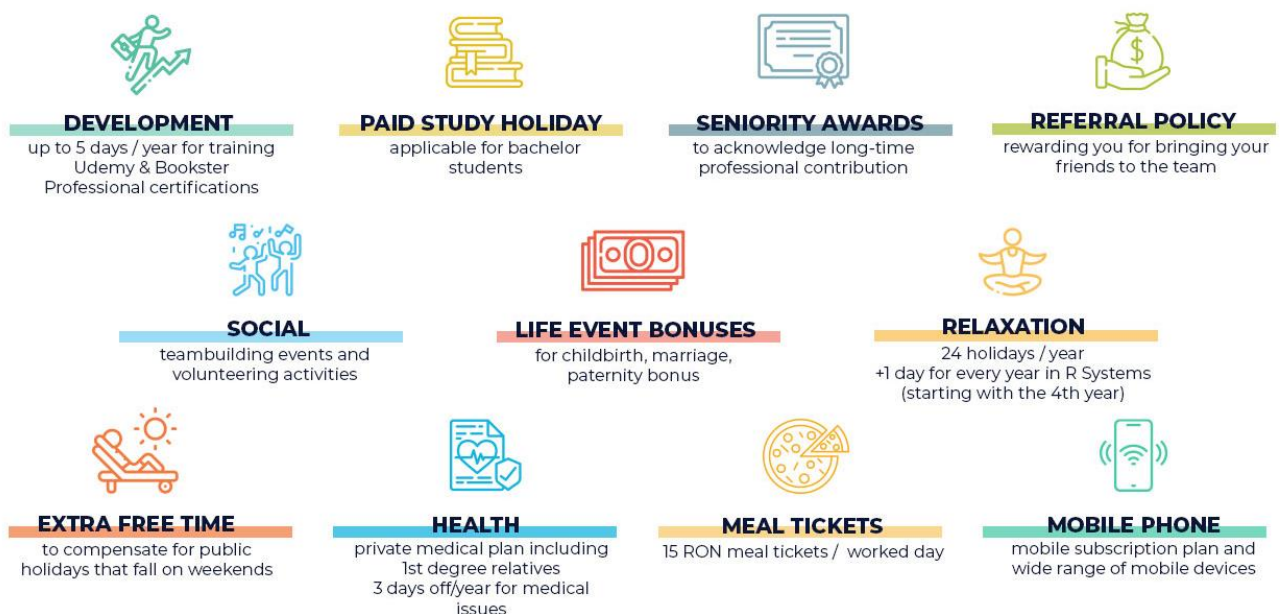 $
DEVELOPMENT
up to 5 days / year for training
Udemy & Bookster
Professional certifications
PAID STUDY HOLIDAY
applicable for bachelor
students
SENIORITY AWARDS
to acknowledge long-time
professional contribution
REFERRAL POLICY
rewarding you for bringing your
friends to the team
SOCIAL
teambuilding events and
volunteering activities
LIFE EVENT BONUSES
for childbirth, marriage,
paternity bonus
RELAXATION
24 holidays / year
+1 day for every year in R Systems
(starting with the 4th year)
EXTRA FREE TIME
to compensate for public
holidays that fall on weekends
HEALTH
private medical plan including
1st degree relatives
3 days off/year for medical
issues
MEAL TICKETS
15 RON meal tickets / worked day
MOBILE PHONE
mobile subscription plan and
wide range of mobile devices